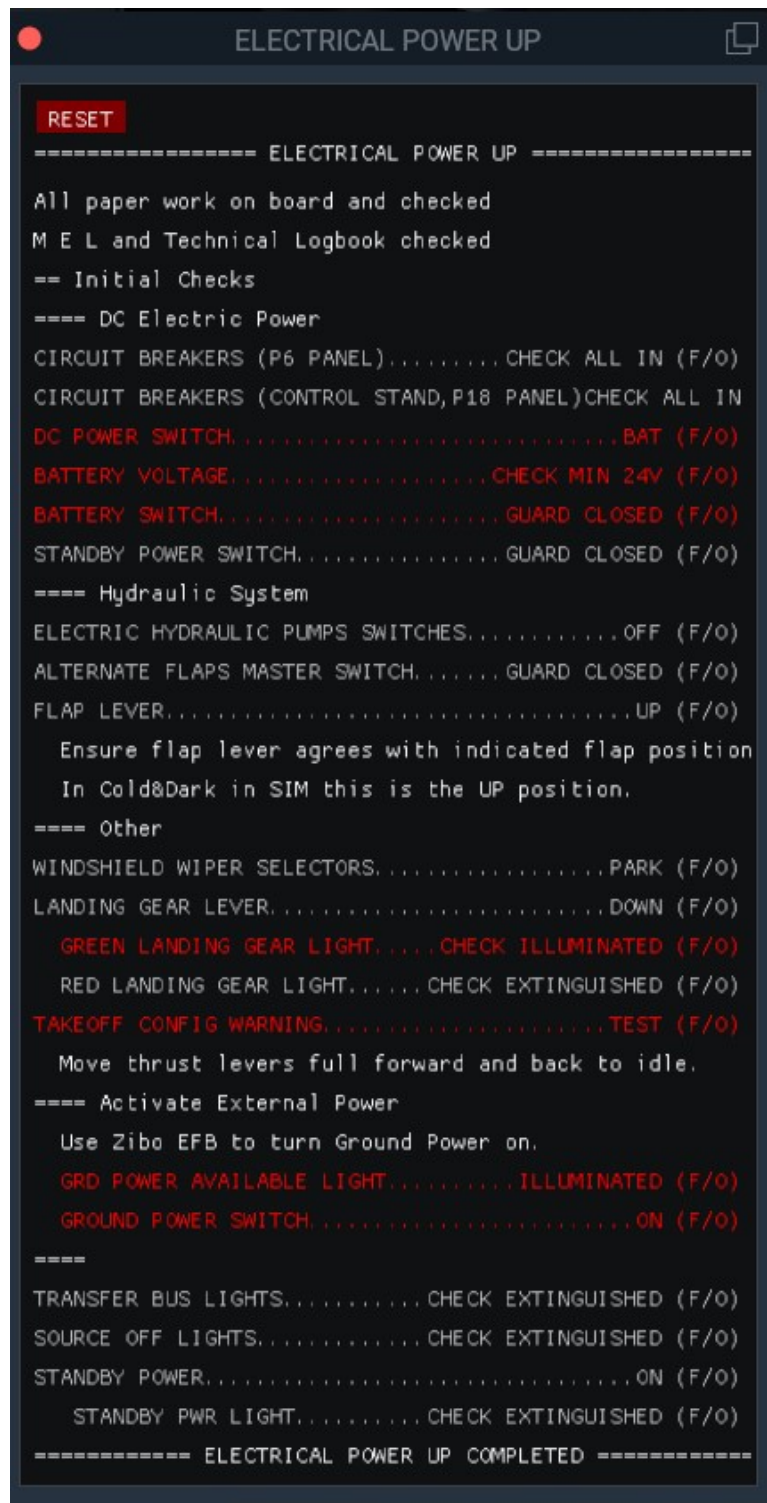 ELECTRICAL POWER UP
RESET
================= ELECTRICAL POWER UP =================
All paper work on board and checked
M E L and Technical Logbook checked
== Initial Checks
==== DC Electric Power
CIRCUIT BREAKERS (P6 PANEL).........CHECK ALL IN (F/O)
CIRCUIT BREAKERS (CONTROL STAND,P18 PANEL)CHECK ALL IN
DC POWER SWITCH.............................BAT (F/O)
BATTERY VOLTAGE...................CHECK MIN 24V (F/O)
BATTERY SWITCH.....................GUARD CLOSED (F/O)
STANDBY POWER SWITCH...............GUARD CLOSED (F/O)
==== Hydraulic System
ELECTRIC HYDRAULIC PUMPS SWITCHES...........OFF (F/O)
ALTERNATE FLAPS MASTER SWITCH.......GUARD CLOSED (F/O)
FLAP LEVER...................................UP (F/O)
Ensure flap lever agrees with indicated flap position
In Cold&Dark in SIM this is the UP position.
==== Other
WINDSHIELD WIPER SELECTORS.................PARK (F/O)
LANDING GEAR LEVER.........................DOWN (F/O)
GREEN LANDING GEAR LIGHT.....CHECK ILLUMINATED (F/O)
RED LANDING GEAR LIGHT......CHECK EXTINGUISHED (F/O)
TAKEOFF CONFIG WARNING.....................TEST (F/O)
Move thrust levers full forward and back to idle.
==== Activate External Power
Use Zibo EFB to turn Ground Power on.
GRD POWER AVAILABLE LIGHT..........ILLUMINATED (F/O)
GROUND POWER SWITCH........................ON (F/O)
====
TRANSFER BUS LIGHTS...........CHECK EXTINGUISHED (F/O)
SOURCE OFF LIGHTS............CHECK EXTINGUISHED (F/O)
STANDBY POWER................................ON (F/O)
STANDBY PWR LIGHT..........CHECK EXTINGUISHED (F/O)
============ ELECTRICAL POWER UP COMPLETED ============